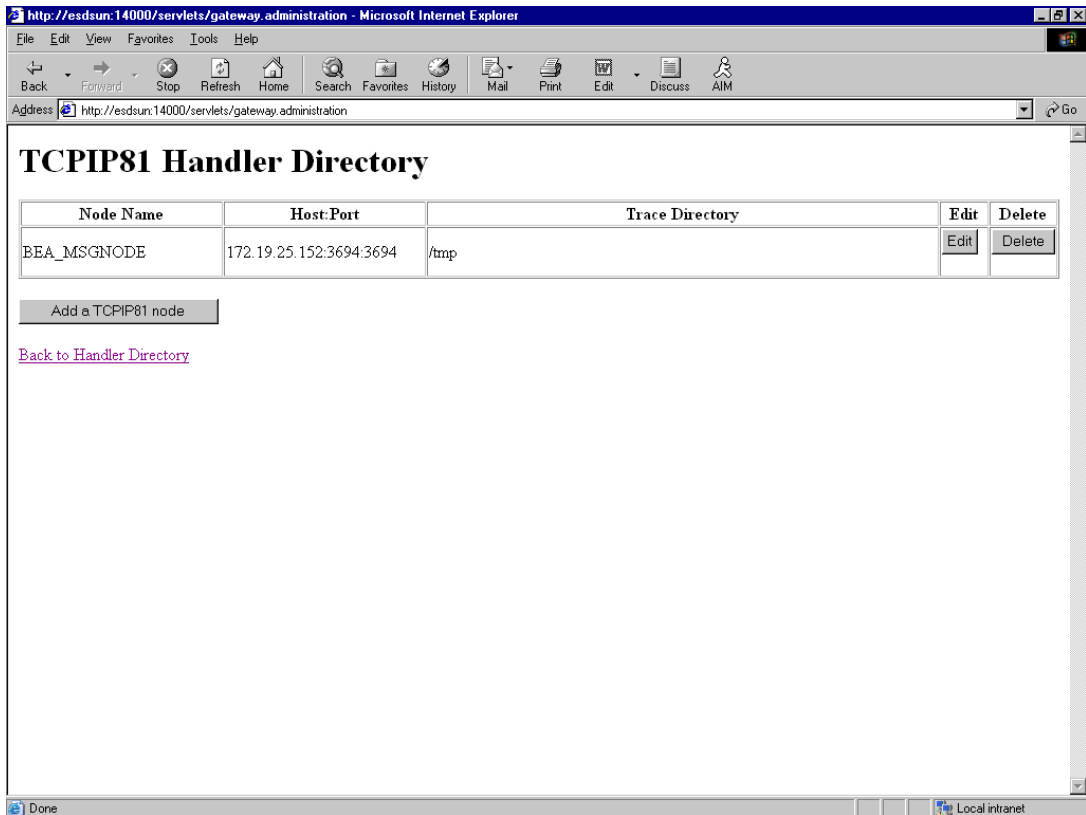 http://esdsun:14000/servlets/gateway.administration - Microsoft Internet Explorer
File Edit View Favorites Tools Help
Back Forward Stop Refresh Home Search Favorites History Mail Print Edit Discuss AIM
Address http://esdsun:14000/servlets/gateway.administration Go
TCPIP81 Handler Directory
Node Name Host:Port Trace Directory Edit Delete
BEA_MSGNODE 172.19.25.152:3694:3694 /tmp Edit Delete
Add a TCPIP81 node
Back to Handler Directory
Done Local intranet